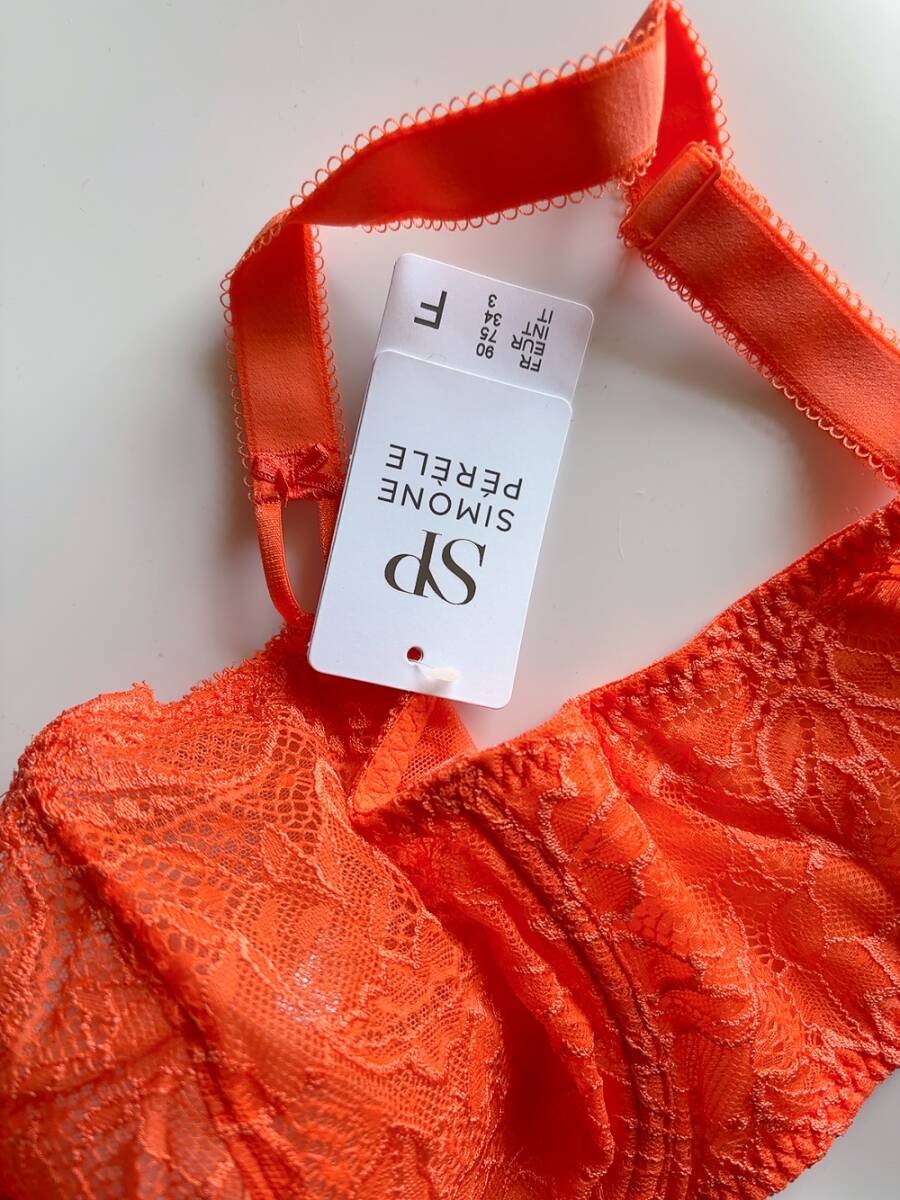 SP
SIMONE
PÉRÈLE
FR 90
EUR 75
INT 34
IT 3
F